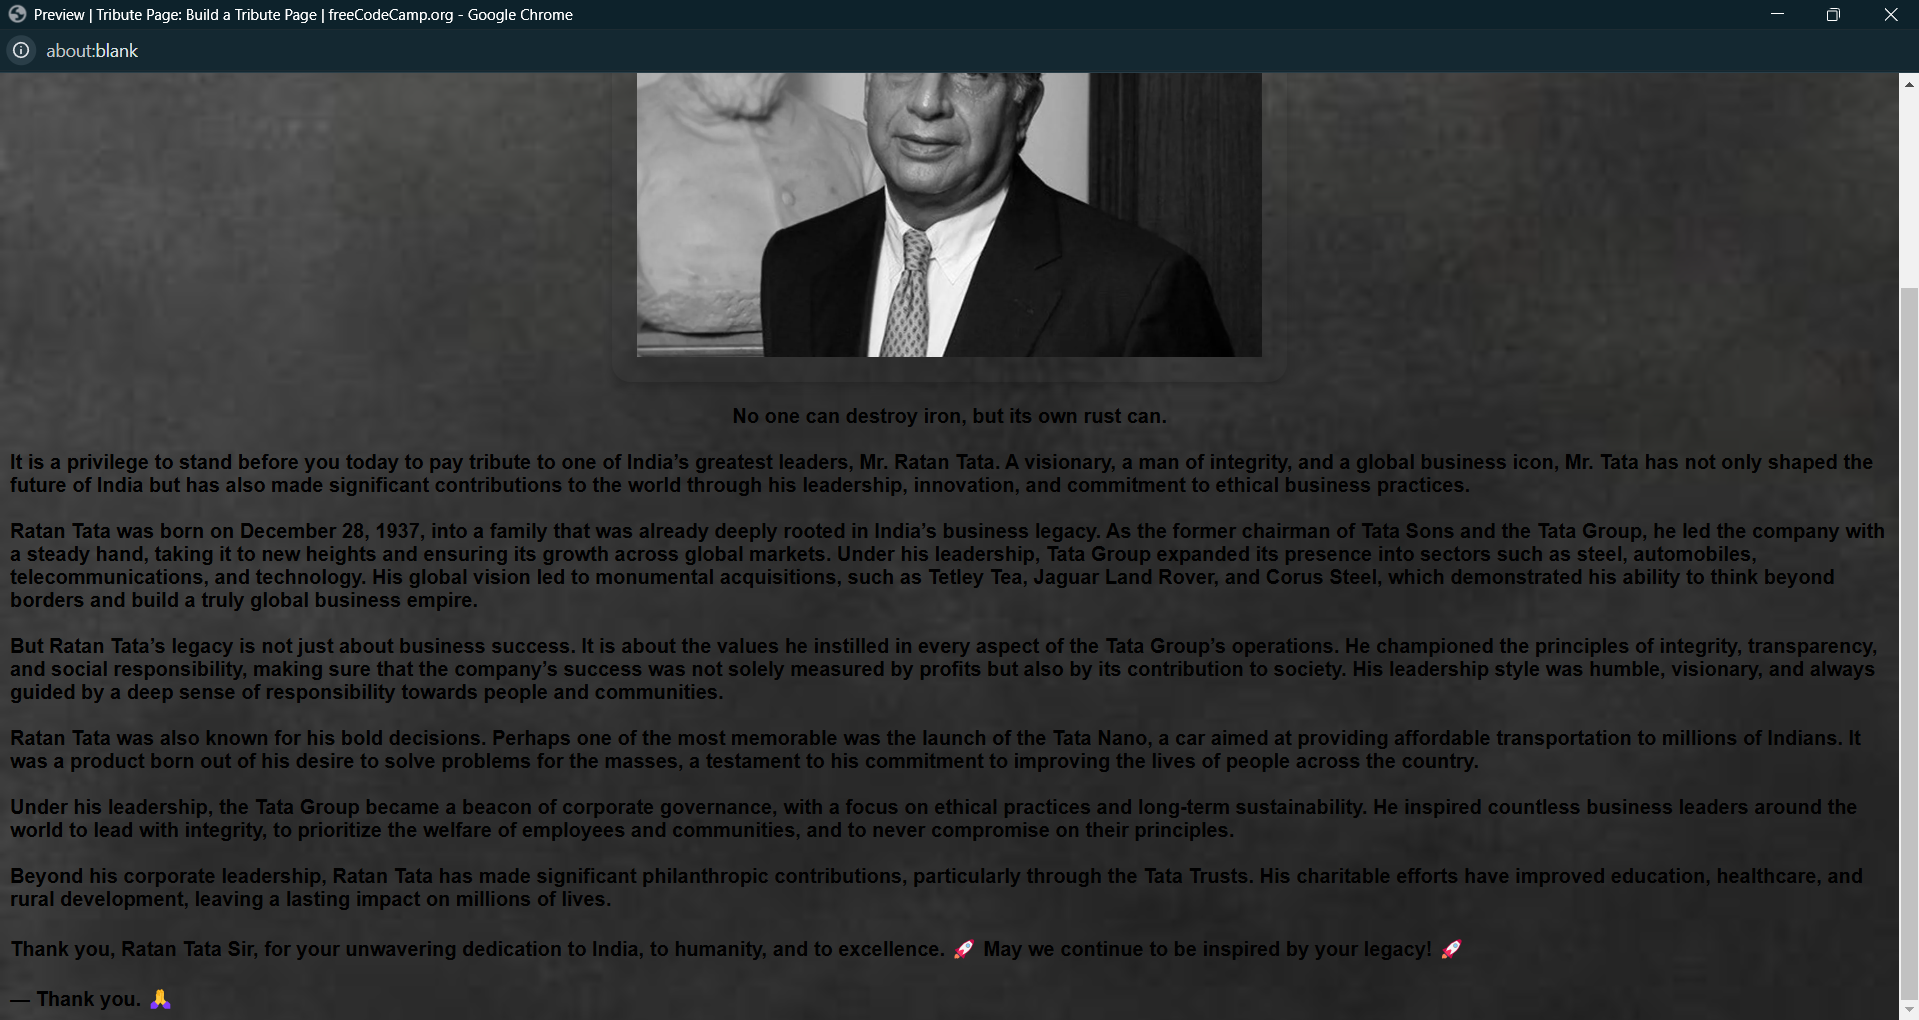 Preview | Tribute Page: Build a Tribute Page | freeCodeCamp.org - Google Chrome
about:blank
No one can destroy iron, but its own rust can.
It is a privilege to stand before you today to pay tribute to one of India’s greatest leaders, Mr. Ratan Tata. A visionary, a man of integrity, and a global business icon, Mr. Tata has not only shaped the
future of India but has also made significant contributions to the world through his leadership, innovation, and commitment to ethical business practices.
Ratan Tata was born on December 28, 1937, into a family that was already deeply rooted in India’s business legacy. As the former chairman of Tata Sons and the Tata Group, he led the company with
a steady hand, taking it to new heights and ensuring its growth across global markets. Under his leadership, Tata Group expanded its presence into sectors such as steel, automobiles,
telecommunications, and technology. His global vision led to monumental acquisitions, such as Tetley Tea, Jaguar Land Rover, and Corus Steel, which demonstrated his ability to think beyond
borders and build a truly global business empire.
But Ratan Tata’s legacy is not just about business success. It is about the values he instilled in every aspect of the Tata Group’s operations. He championed the principles of integrity, transparency,
and social responsibility, making sure that the company’s success was not solely measured by profits but also by its contribution to society. His leadership style was humble, visionary, and always
guided by a deep sense of responsibility towards people and communities.
Ratan Tata was also known for his bold decisions. Perhaps one of the most memorable was the launch of the Tata Nano, a car aimed at providing affordable transportation to millions of Indians. It
was a product born out of his desire to solve problems for the masses, a testament to his commitment to improving the lives of people across the country.
Under his leadership, the Tata Group became a beacon of corporate governance, with a focus on ethical practices and long-term sustainability. He inspired countless business leaders around the
world to lead with integrity, to prioritize the welfare of employees and communities, and to never compromise on their principles.
Beyond his corporate leadership, Ratan Tata has made significant philanthropic contributions, particularly through the Tata Trusts. His charitable efforts have improved education, healthcare, and
rural development, leaving a lasting impact on millions of lives.
Thank you, Ratan Tata Sir, for your unwavering dedication to India, to humanity, and to excellence. 🚀 May we continue to be inspired by your legacy! 🚀
— Thank you. 🙏